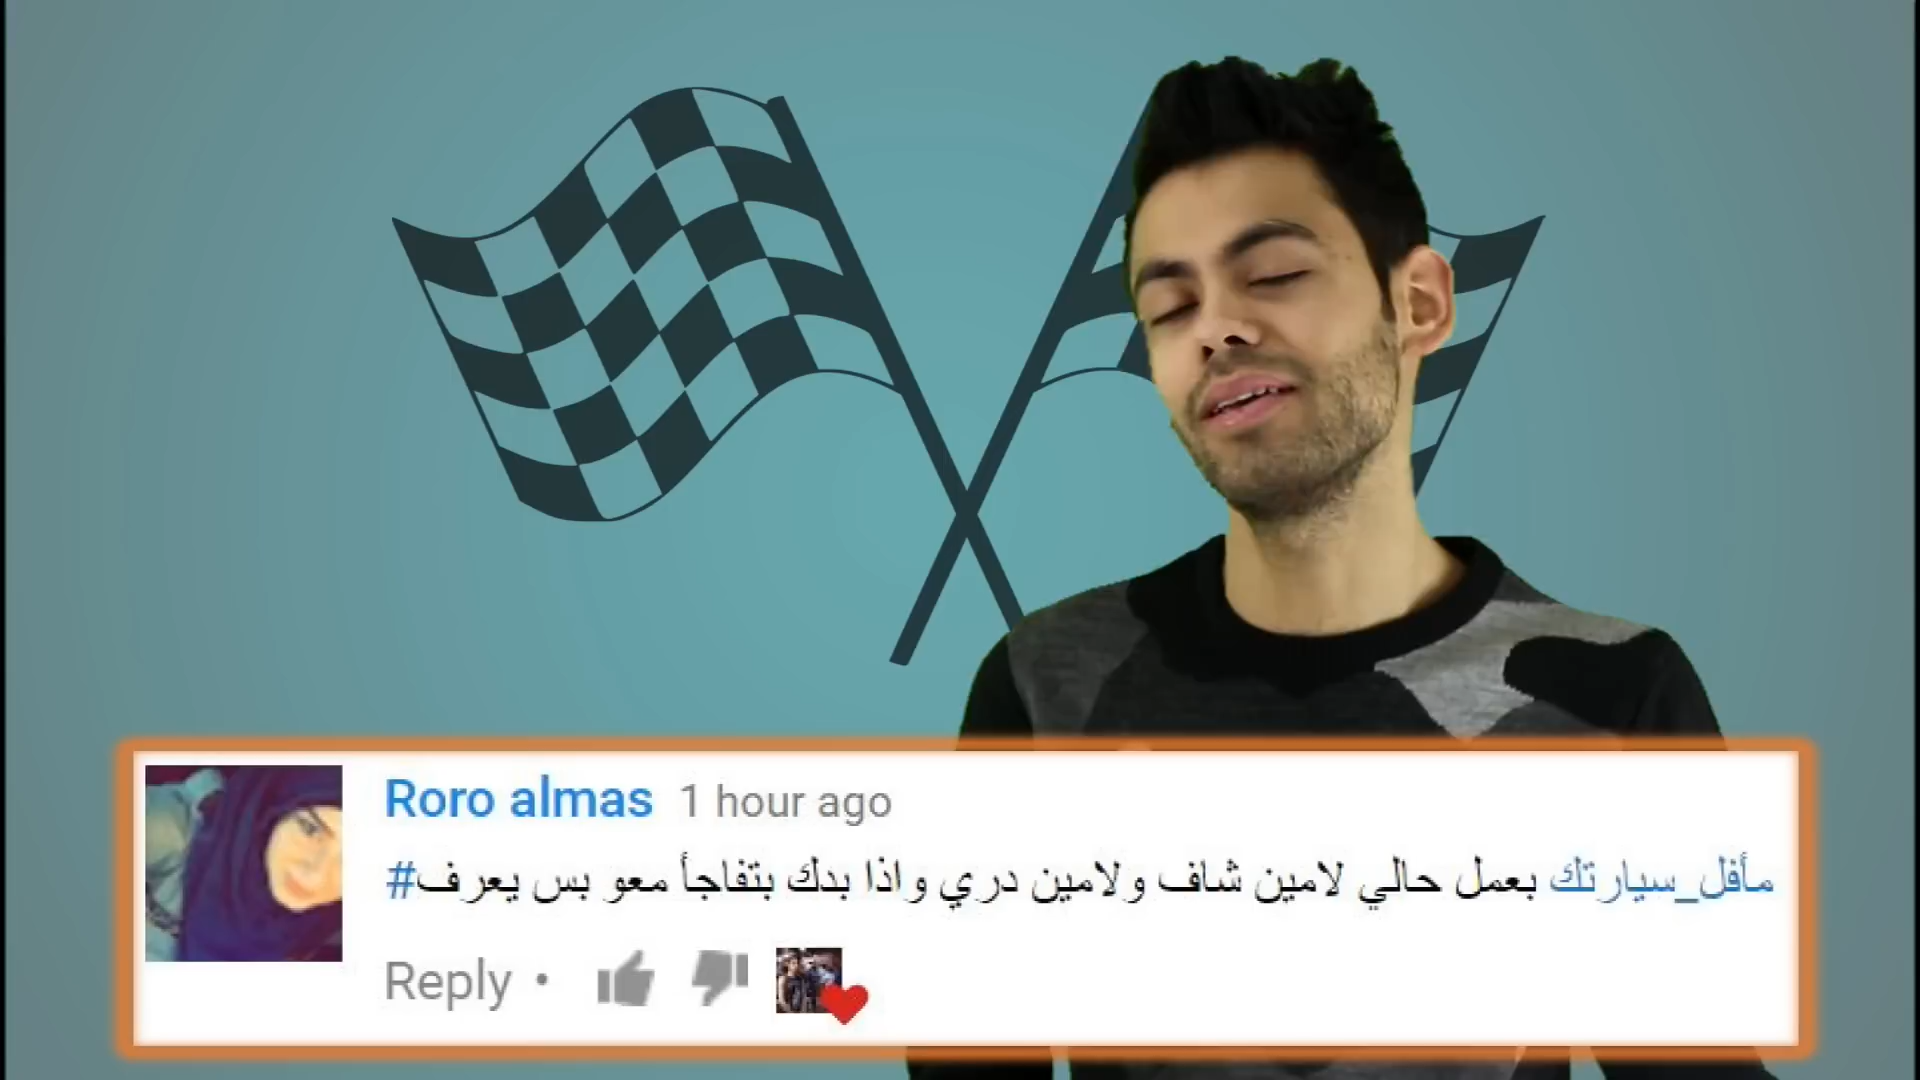 Roro almas 1 hour ago
#مأفل_سيارتك بعمل حالي لامين شاف ولامين دري واذا بدك بتفاجأ معو بس يعرف
Reply •